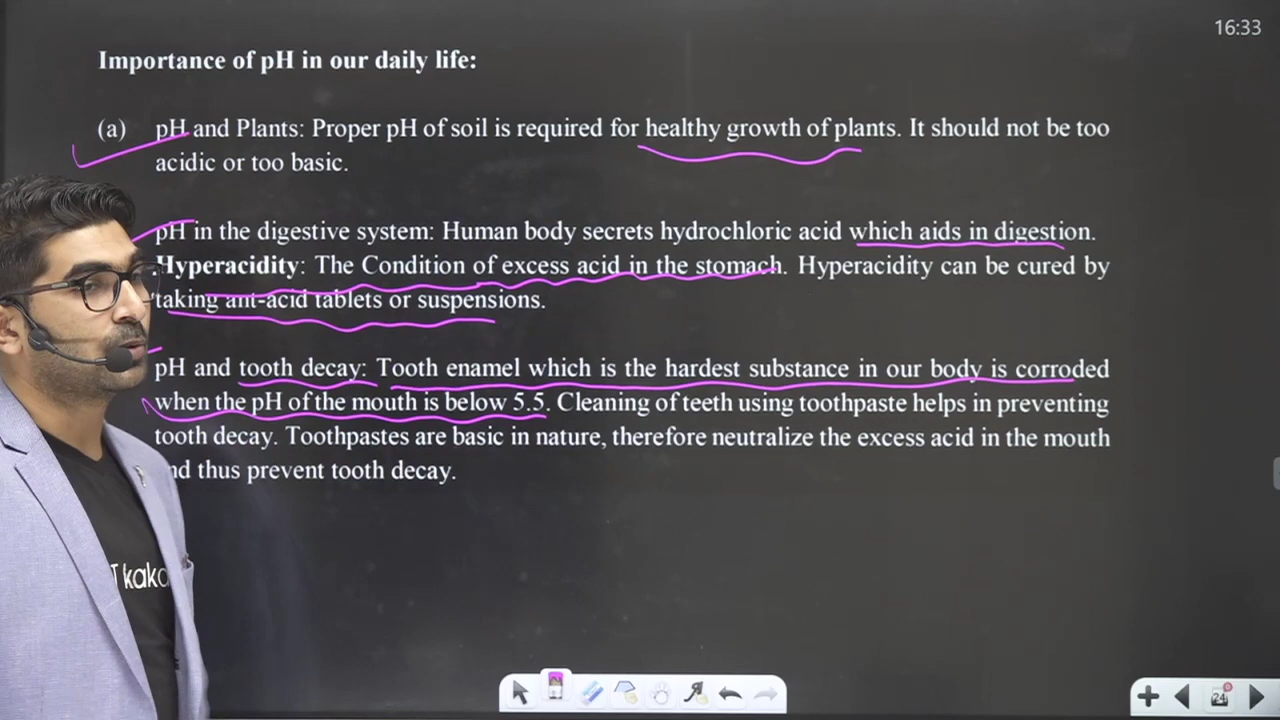 16:33
Importance of pH in our daily life:
(a) pH and Plants: Proper pH of soil is required for healthy growth of plants. It should not be too
acidic or too basic.
pH in the digestive system: Human body secretes hydrochloric acid which aids in digestion.
Hyperacidity: The Condition of excess acid in the stomach. Hyperacidity can be cured by
taking ant-acid tablets or suspensions.
pH and tooth decay: Tooth enamel which is the hardest substance in our body is corroded
when the pH of the mouth is below 5.5. Cleaning of teeth using toothpaste helps in preventing
tooth decay. Toothpastes are basic in nature, therefore neutralize the excess acid in the mouth
thus prevent tooth decay.
24